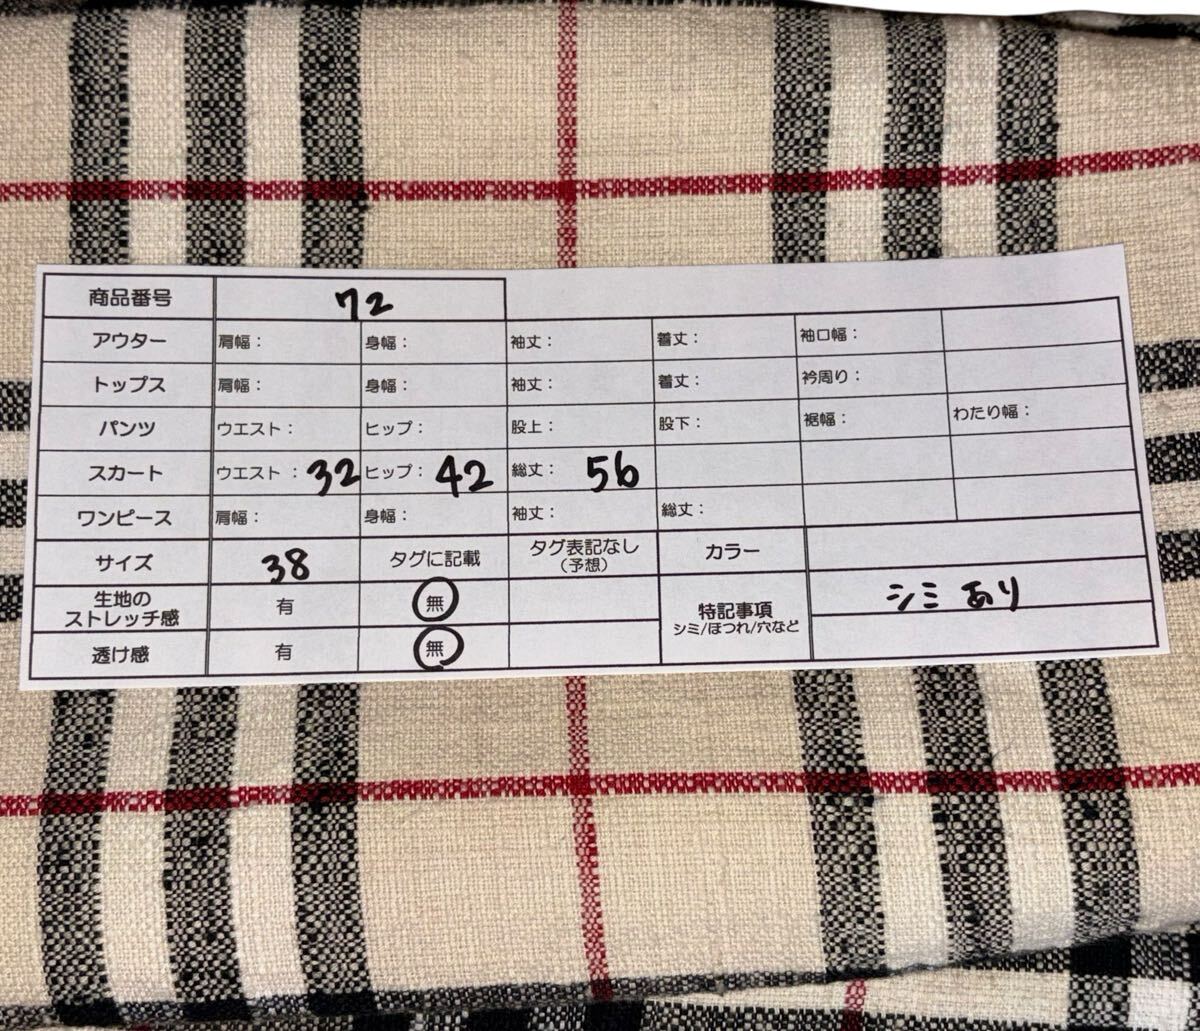 商品番号 72
アウター 肩幅： 身幅： 袖丈： 着丈： 袖口幅：
トップス 肩幅： 身幅： 袖丈： 着丈： 衿周り：
パンツ ウエスト： ヒップ： 股上： 股下： 裾幅： わたり幅：
スカート ウエスト：32 ヒップ：42 総丈：56
ワンピース 肩幅： 身幅： 袖丈： 総丈：
サイズ 38 タグに記載 タグ表記なし カラー
（予想）
生地の 有 無 特記事項 シミあり
ストレッチ感 シミ/ほつれ/穴など
透け感 有 無